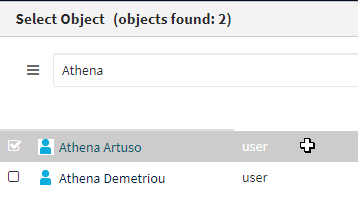 Select Object (objects found: 2)
Athena
Athena Artuso user
Athena Demetriou user